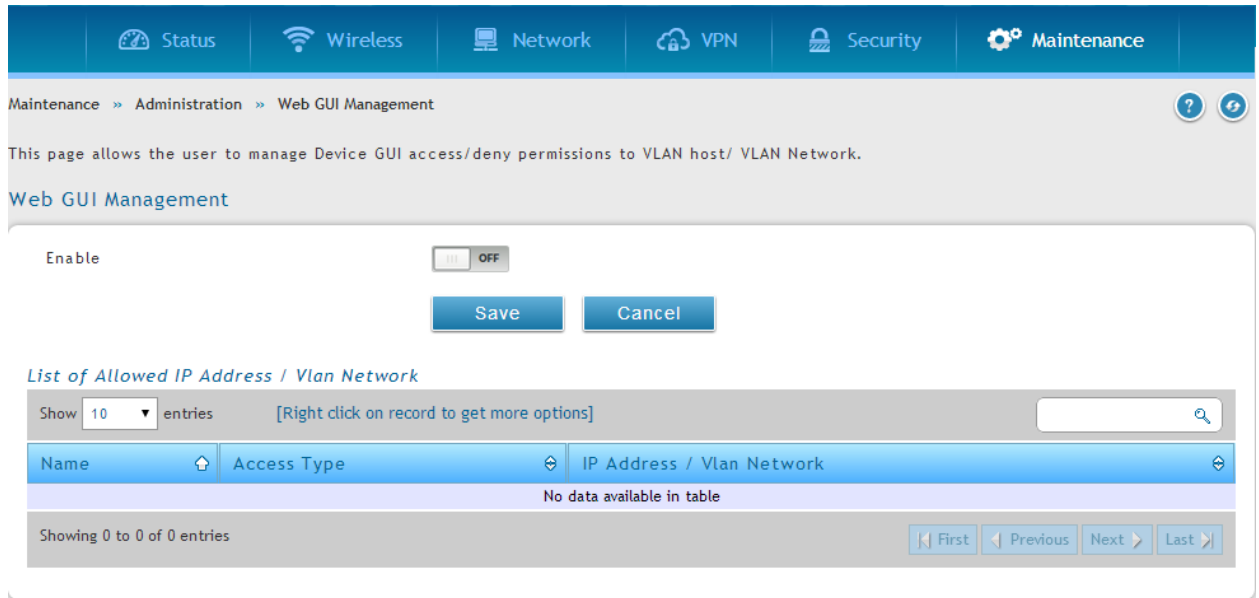 Status Wireless Network VPN Security Maintenance
Maintenance » Administration » Web GUI Management
This page allows the user to manage Device GUI access/deny permissions to VLAN host/ VLAN Network.
Web GUI Management
Enable OFF
Save Cancel
List of Allowed IP Address / Vlan Network
Show 10 entries [Right click on record to get more options]
Name Access Type IP Address / Vlan Network
No data available in table
Showing 0 to 0 of 0 entries First Previous Next Last